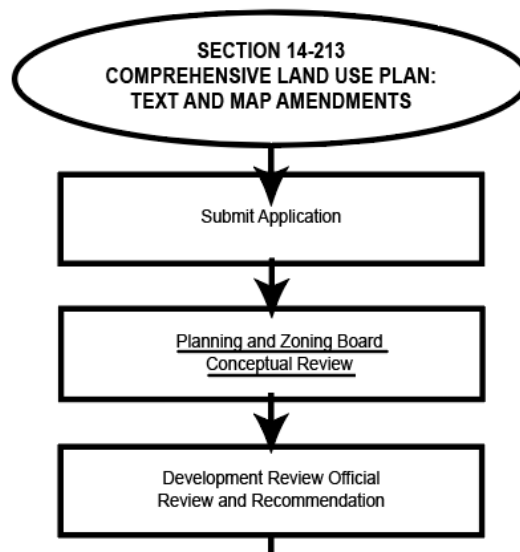 SECTION 14-213
COMPREHENSIVE LAND USE PLAN:
TEXT AND MAP AMENDMENTS
Submit Application
Planning and Zoning Board
Conceptual Review
Development Review Official
Review and Recommendation